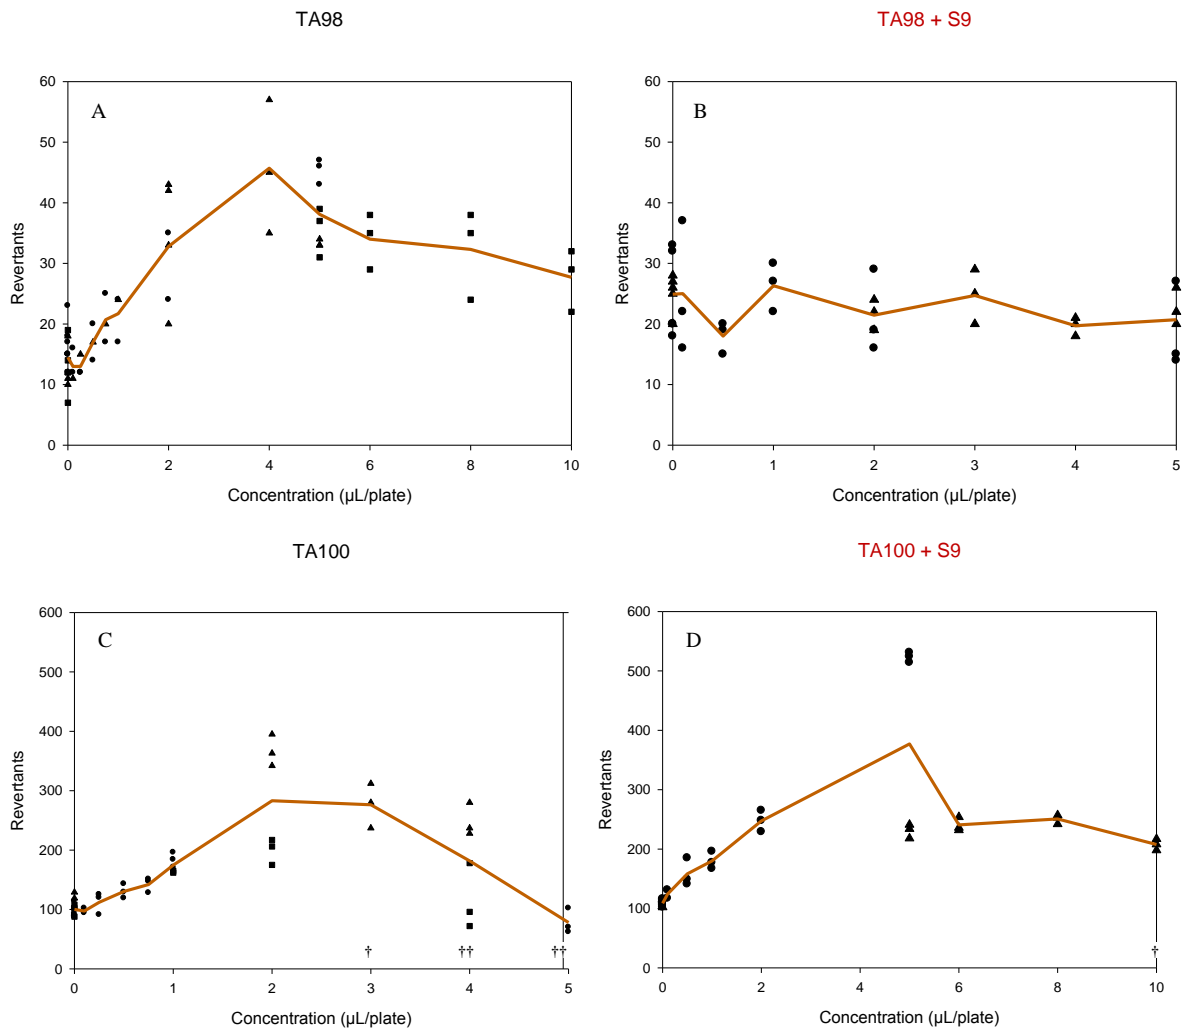 TA98
TA98 + S9
A
Revertants
60
50
40
30
20
10
0
0 2 4 6 8 10
Concentration (µL/plate)
B
Revertants
60
50
40
30
20
10
0
0 1 2 3 4 5
Concentration (µL/plate)
TA100
TA100 + S9
C
Revertants
600
500
400
300
200
100
0
† †† ††
0 1 2 3 4 5
Concentration (µL/plate)
D
Revertants
600
500
400
300
200
100
0
†
0 2 4 6 8 10
Concentration (µL/plate)